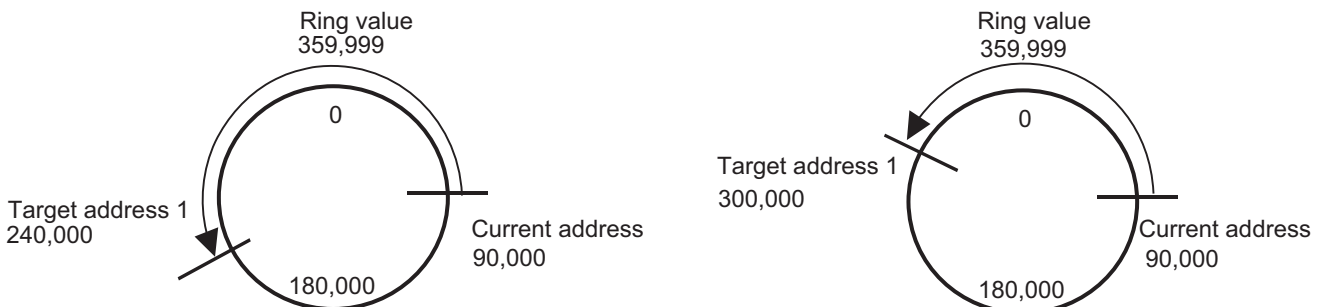 Ring value
359,999
0
Target address 1
240,000
Current address
90,000
180,000
Ring value
359,999
0
Target address 1
300,000
Current address
90,000
180,000